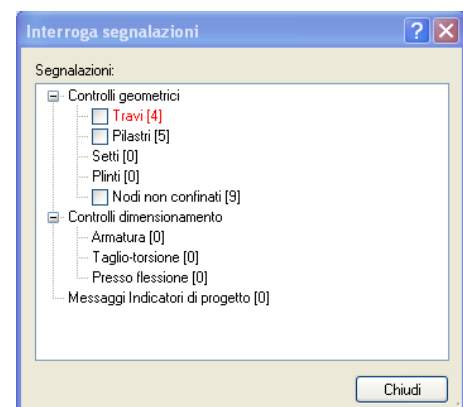 Interroga segnalazioni
Segnalazioni:
Controlli geometrici
Travi [4]
Pilastri [5]
Setti [0]
Plinti [0]
Nodi non confinati [9]
Controlli dimensionamento
Armatura [0]
Taglio-torsione [0]
Presso flessione [0]
Messaggi Indicatori di progetto [0]
Chiudi